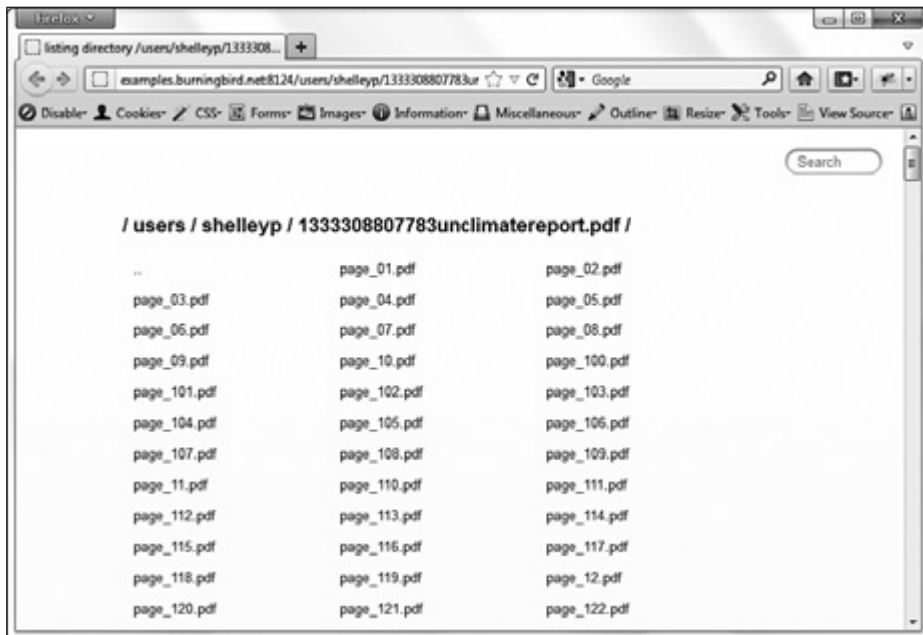 Firefox
listing directory /users/shelleyp/1333308...
examples.burningbird.net:8124/users/shelleyp/1333308807783ur
Google
Disable Cookies CSS Forms Images Information Miscellaneous Outline Resize Tools View Source
Search
/ users / shelleyp / 1333308807783unclimatereport.pdf /
.. page_01.pdf page_02.pdf
page_03.pdf page_04.pdf page_05.pdf
page_06.pdf page_07.pdf page_08.pdf
page_09.pdf page_10.pdf page_100.pdf
page_101.pdf page_102.pdf page_103.pdf
page_104.pdf page_105.pdf page_106.pdf
page_107.pdf page_108.pdf page_109.pdf
page_11.pdf page_110.pdf page_111.pdf
page_112.pdf page_113.pdf page_114.pdf
page_115.pdf page_116.pdf page_117.pdf
page_118.pdf page_119.pdf page_12.pdf
page_120.pdf page_121.pdf page_122.pdf